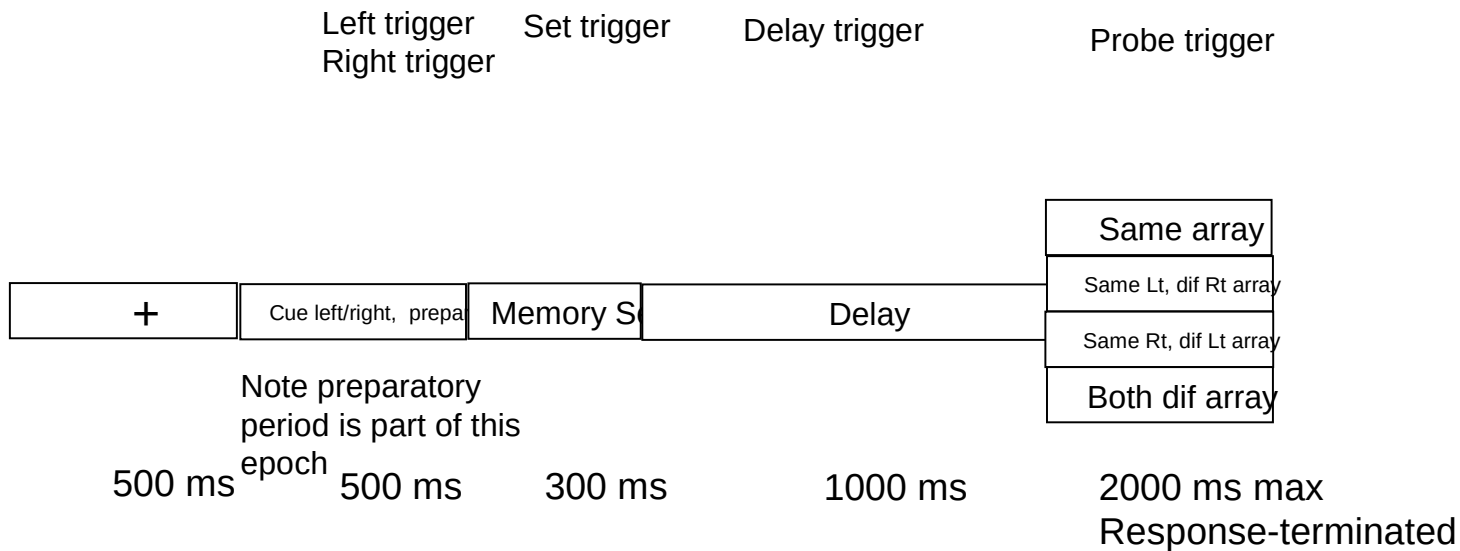 Left trigger
Right trigger
Set trigger
Delay trigger
Probe trigger
+
Cue left/right, prepar
Memory Se
Delay
Same array
Same Lt, dif Rt array
Same Rt, dif Lt array
Both dif array
Note preparatory
period is part of this
epoch
500 ms
500 ms
300 ms
1000 ms
2000 ms max
Response-terminated